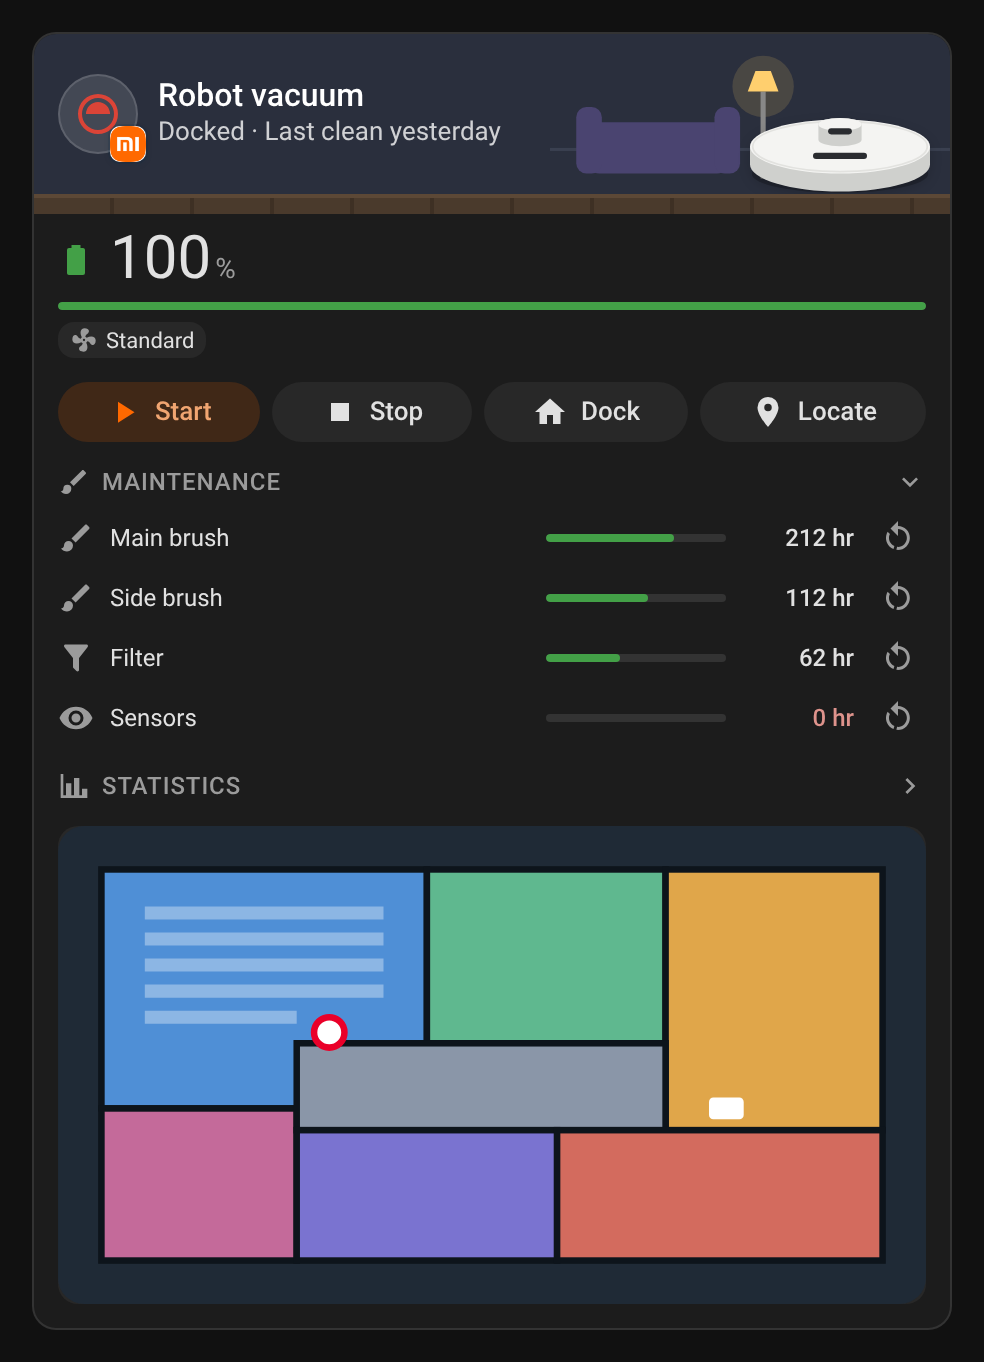 Robot vacuum
Docked · Last clean yesterday
mi
100 %
Standard
Start
Stop
Dock
Locate
MAINTENANCE
Main brush 212 hr
Side brush 112 hr
Filter 62 hr
Sensors 0 hr
STATISTICS